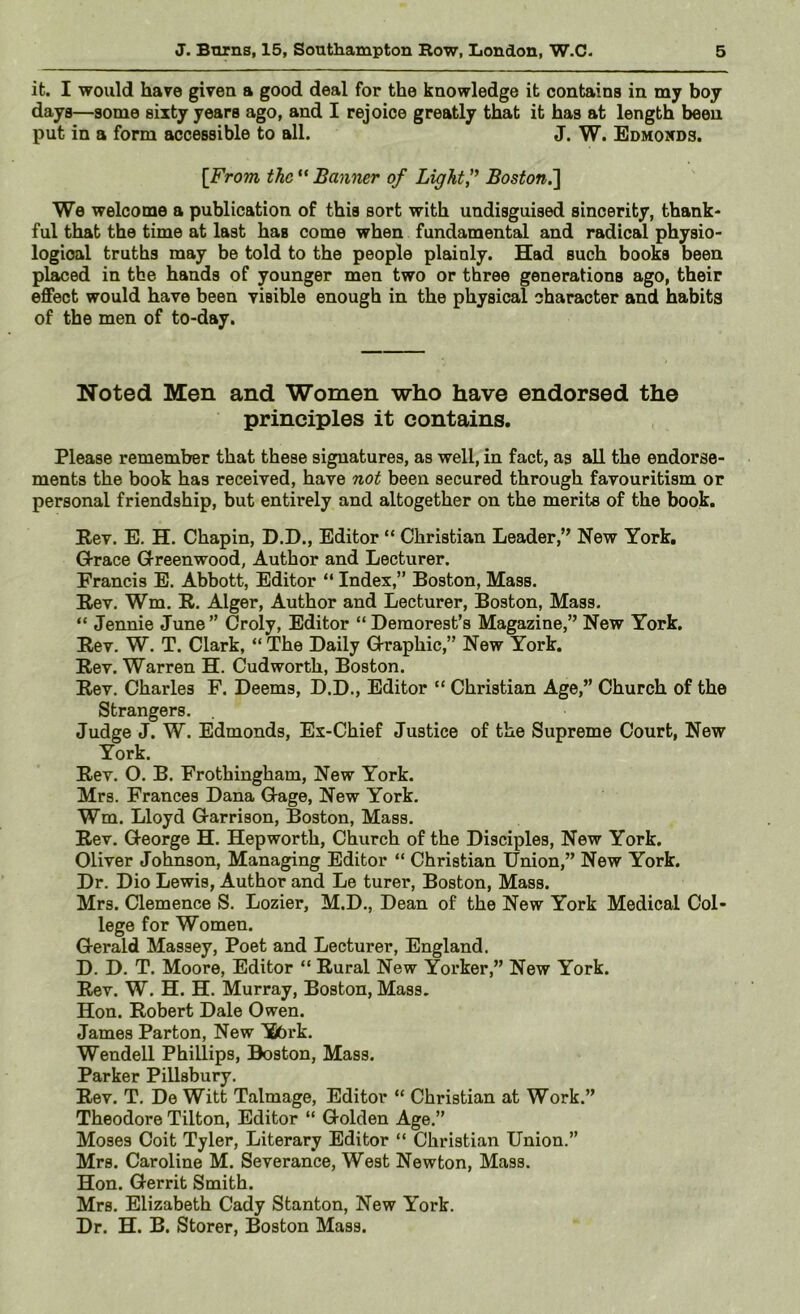 J. Burns, 15, Southampton Row, London, W.C. 5
it. I would have given a good deal for the knowledge it contains in my boy
days—some sixty years ago, and I rejoice greatly that it has at length been
put in a form accessible to all. J. W. Edmonds.
[From the “Banner of Light,” Boston.]
We welcome a publication of this sort with undisguised sincerity, thank-
ful that the time at last has come when fundamental and radical physio-
logical truths may be told to the people plainly. Had such books been
placed in the hands of younger men two or three generations ago, their
effect would have been visible enough in the physical character and habits
of the men of to-day.
Noted Men and Women who have endorsed the
principles it contains.
Please remember that these signatures, as well, in fact, as all the endorse-
ments the book has received, have not been secured through favouritism or
personal friendship, but entirely and altogether on the merits of the book.
Rev. E. H. Chapin, D.D., Editor “Christian Leader,” New York.
Grace Greenwood, Author and Lecturer.
Francis E. Abbott, Editor “Index,” Boston, Mass.
Rev. Wm. R. Alger, Author and Lecturer, Boston, Mass.
“Jennie June” Croly, Editor “Demorest’s Magazine,” New York.
Rev. W. T. Clark, “The Daily Graphic,” New York.
Rev. Warren H. Cudworth, Boston.
Rev. Charles F. Deems, D.D., Editor “Christian Age,” Church of the
Strangers.
Judge J. W. Edmonds, Ex-Chief Justice of the Supreme Court, New
York.
Rev. O. B. Frothingham, New York.
Mrs. Frances Dana Gage, New York.
Wm. Lloyd Garrison, Boston, Mass.
Rev. George H. Hepworth, Church of the Disciples, New York.
Oliver Johnson, Managing Editor “Christian Union,” New York.
Dr. Dio Lewis, Author and Le turer, Boston, Mass.
Mrs. Clemence S. Lozier, M.D., Dean of the New York Medical Col-
lege for Women.
Gerald Massey, Poet and Lecturer, England.
D. D. T. Moore, Editor “Rural New Yorker,” New York.
Rev. W. H. H. Murray, Boston, Mass.
Hon. Robert Dale Owen.
James Parton, New York.
Wendell Phillips, Boston, Mass.
Parker Pillsbury.
Rev. T. De Witt Talmage, Editor “Christian at Work.”
Theodore Tilton, Editor “Golden Age.”
Moses Coit Tyler, Literary Editor “Christian Union.”
Mrs. Caroline M. Severance, West Newton, Mass.
Hon. Gerrit Smith.
Mrs. Elizabeth Cady Stanton, New York.
Dr. H. B. Storer, Boston Mass.